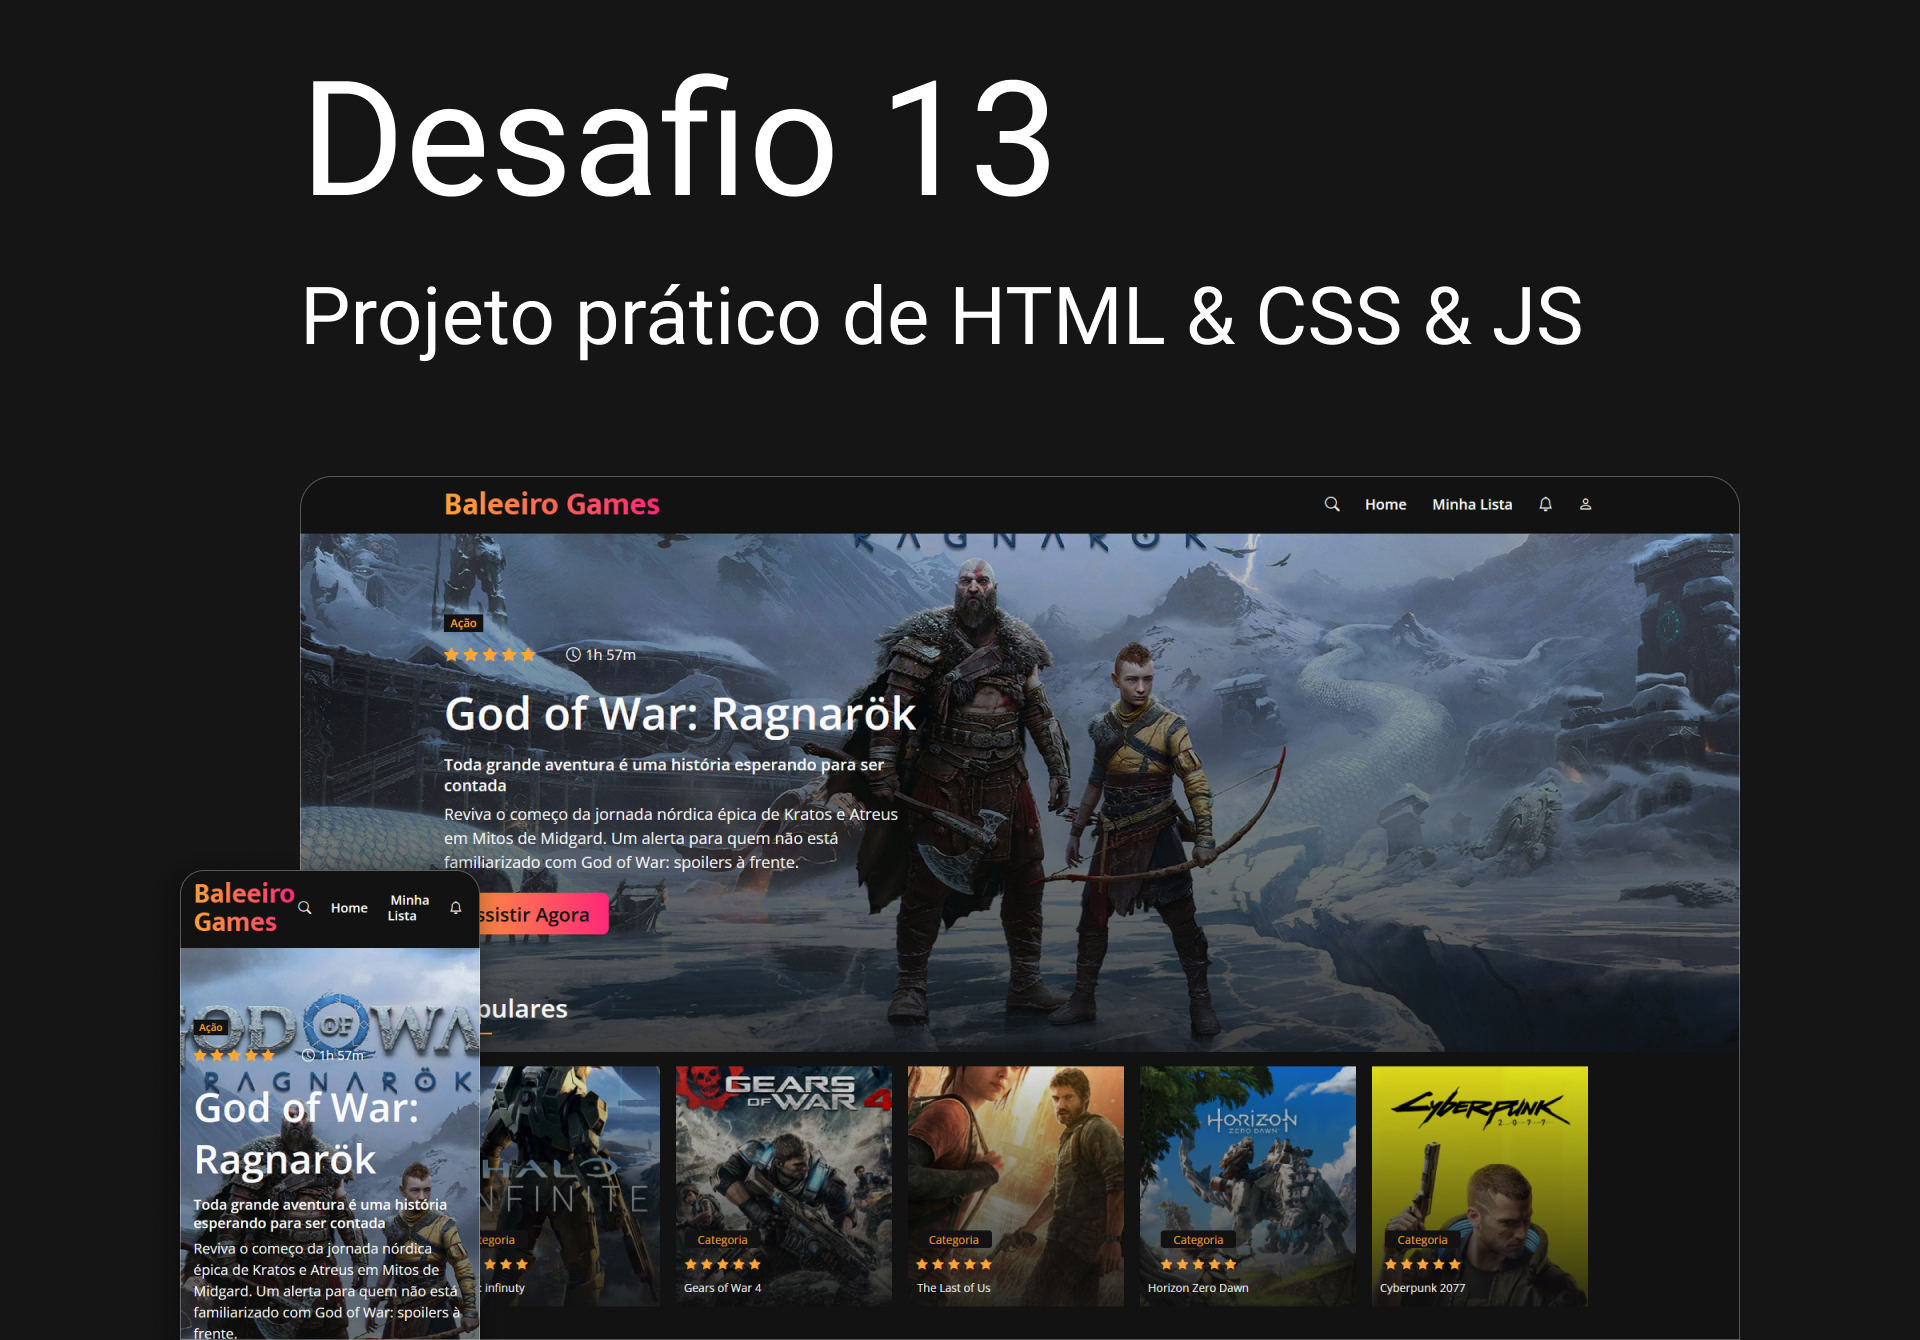 Desafio 13
Projeto prático de HTML & CSS & JS
Baleeiro Games
Home
Minha Lista
RAGNARÖK
Ação
1h 57m
God of War: Ragnarök
Toda grande aventura é uma história esperando para ser
contada
Reviva o começo da jornada nórdica épica de Kratos e Atreus
em Mitos de Midgard. Um alerta para quem não está
familiarizado com God of War: spoilers à frente.
ssistir Agora
pulares
HALO
NFINITE
tegoria
: infinuty
GEARS
OF WAR 4
Categoria
Gears of War 4
Categoria
The Last of Us
HORIZON
ZERO DAWN
Categoria
Horizon Zero Dawn
Cyberpunk
2077
Categoria
Cyberpunk 2077
Baleeiro
Games
Home
Minha
Lista
GOD OF WA
Ação
1h 57m
RAGNARÖK
God of War:
Ragnarök
Toda grande aventura é uma história
esperando para ser contada
Reviva o começo da jornada nórdica
épica de Kratos e Atreus em Mitos de
Midgard. Um alerta para quem não está
familiarizado com God of War: spoilers à
frente.